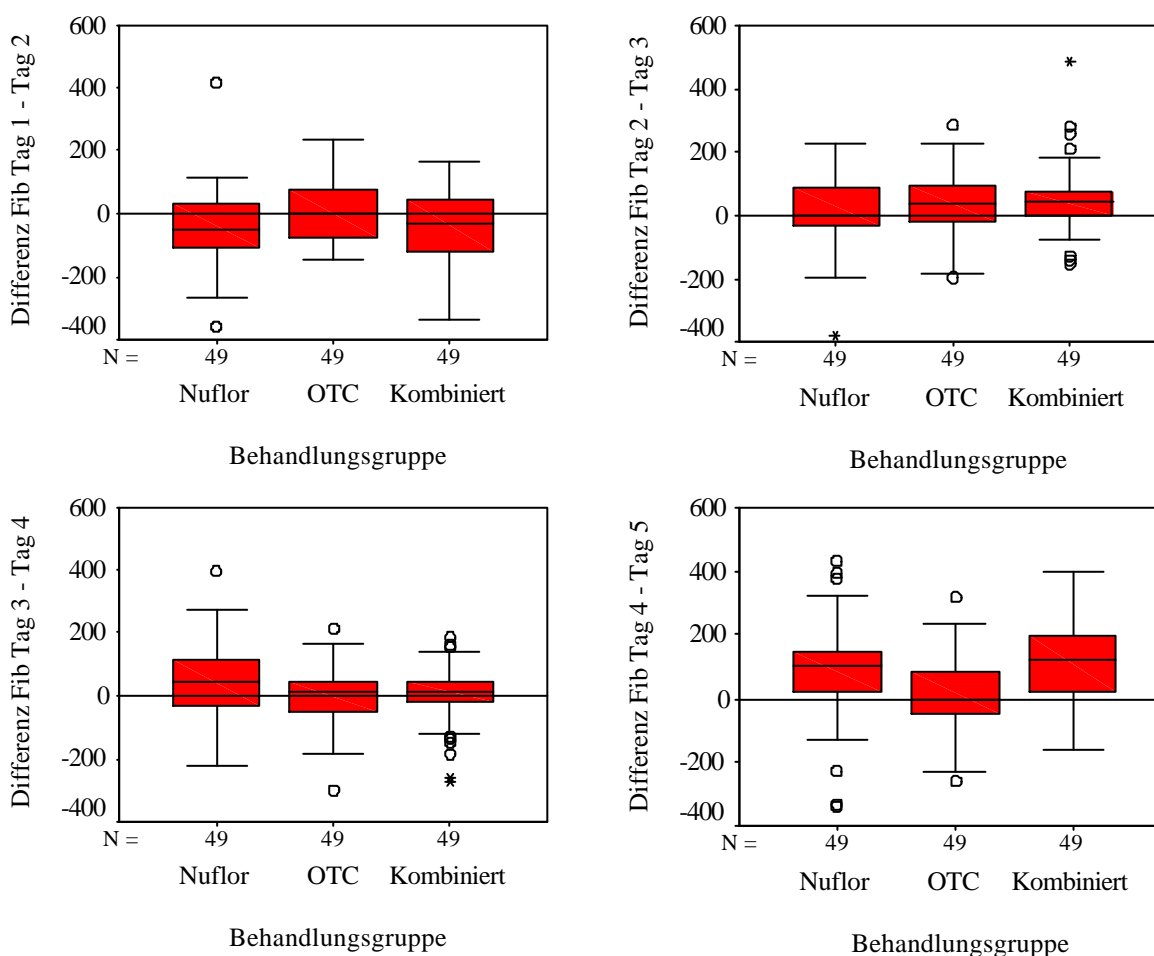 Differenz Fib Tag 1 - Tag 2
600
400
200
0
-200
-400
N = 49 49 49
Nuflor OTC Kombiniert
Behandlungsgruppe
Differenz Fib Tag 2 - Tag 3
600
400
200
0
-200
-400
N = 49 49 49
Nuflor OTC Kombiniert
Behandlungsgruppe
Differenz Fib Tag 3 - Tag 4
600
400
200
0
-200
-400
N = 49 49 49
Nuflor OTC Kombiniert
Behandlungsgruppe
Differenz Fib Tag 4 - Tag 5
600
400
200
0
-200
-400
N = 49 49 49
Nuflor OTC Kombiniert
Behandlungsgruppe